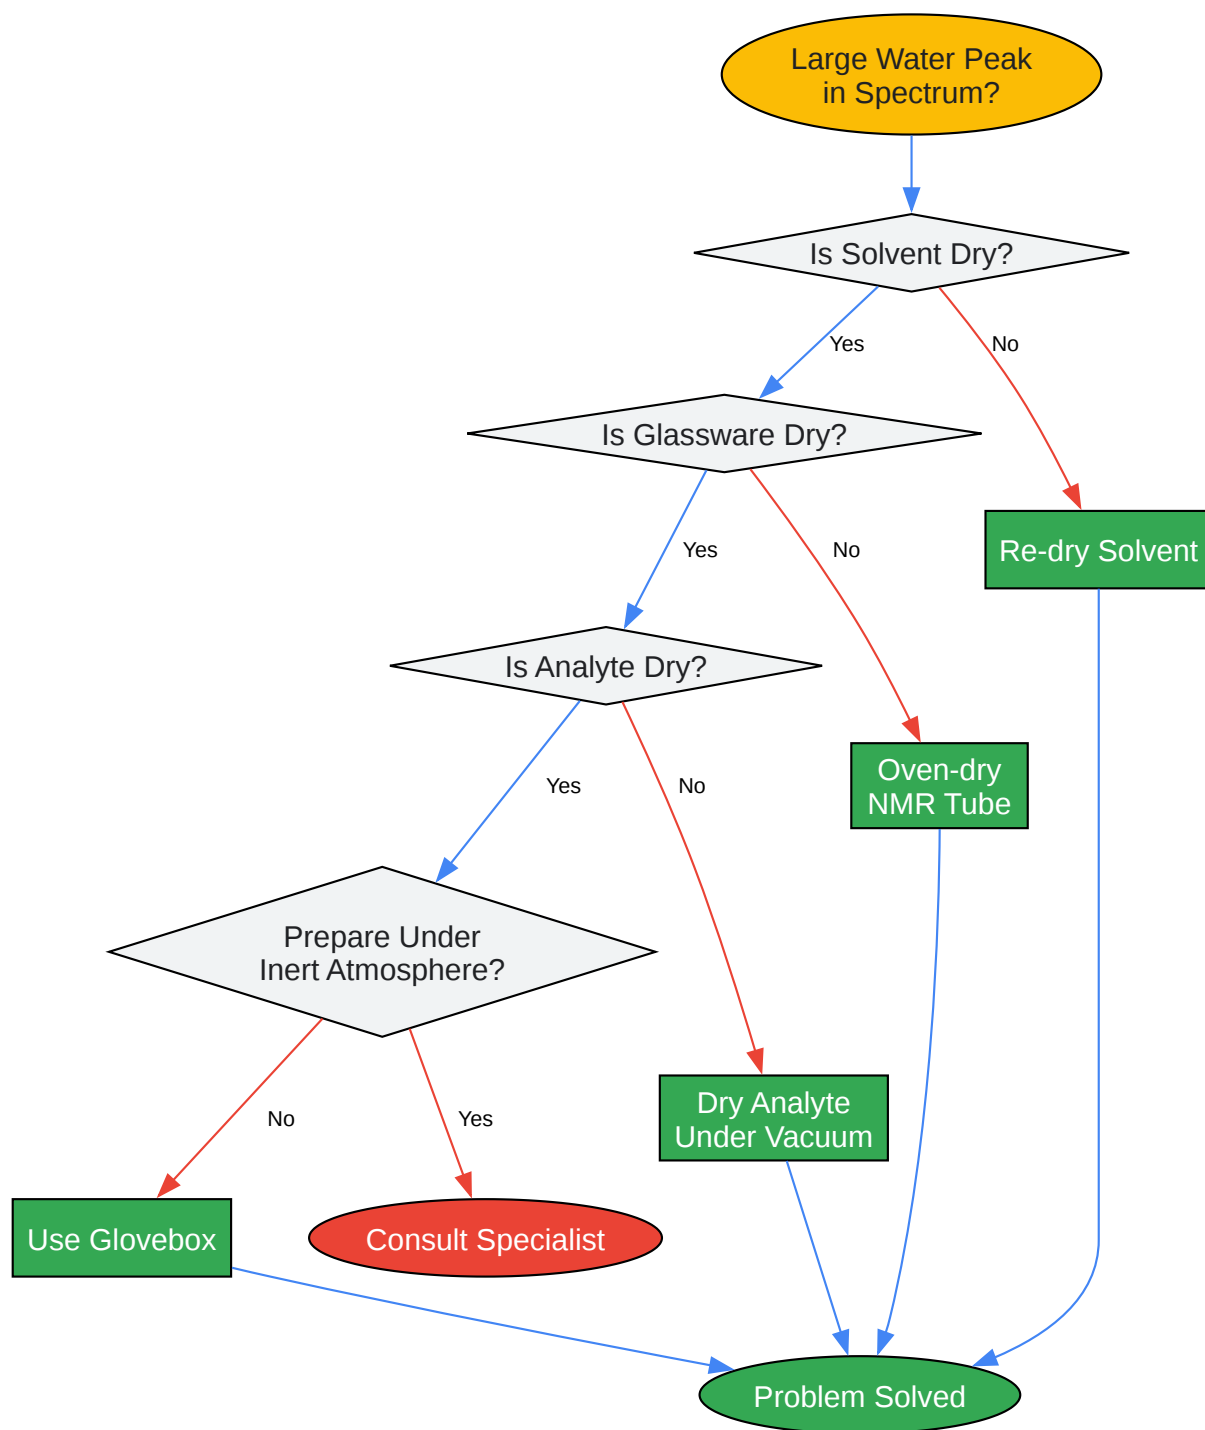 Large Water Peak
in Spectrum?
Is Solvent Dry?
Yes
No
Is Glassware Dry?
Yes
No
Re-dry Solvent
Is Analyte Dry?
Yes
No
Oven-dry
NMR Tube
Prepare Under
Inert Atmosphere?
No
Yes
Dry Analyte
Under Vacuum
Use Glovebox
Consult Specialist
Problem Solved